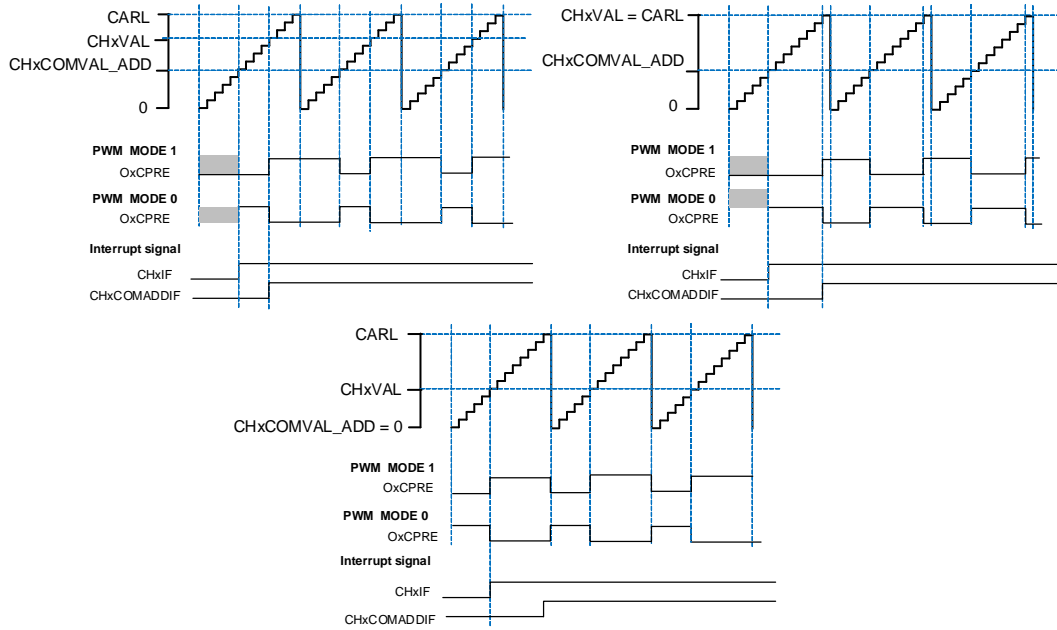 CARL
CHxVAL
CHxCOMVAL_ADD
0
PWM MODE 1
OxCPRE
PWM MODE 0
OxCPRE
Interrupt signal
CHxIF
CHxCOMADDIF
CHxVAL = CARL
CHxCOMVAL_ADD
0
PWM MODE 1
OxCPRE
PWM MODE 0
OxCPRE
Interrupt signal
CHxIF
CHxCOMADDIF
CARL
CHxVAL
CHxCOMVAL_ADD = 0
PWM MODE 1
OxCPRE
PWM MODE 0
OxCPRE
Interrupt signal
CHxIF
CHxCOMADDIF